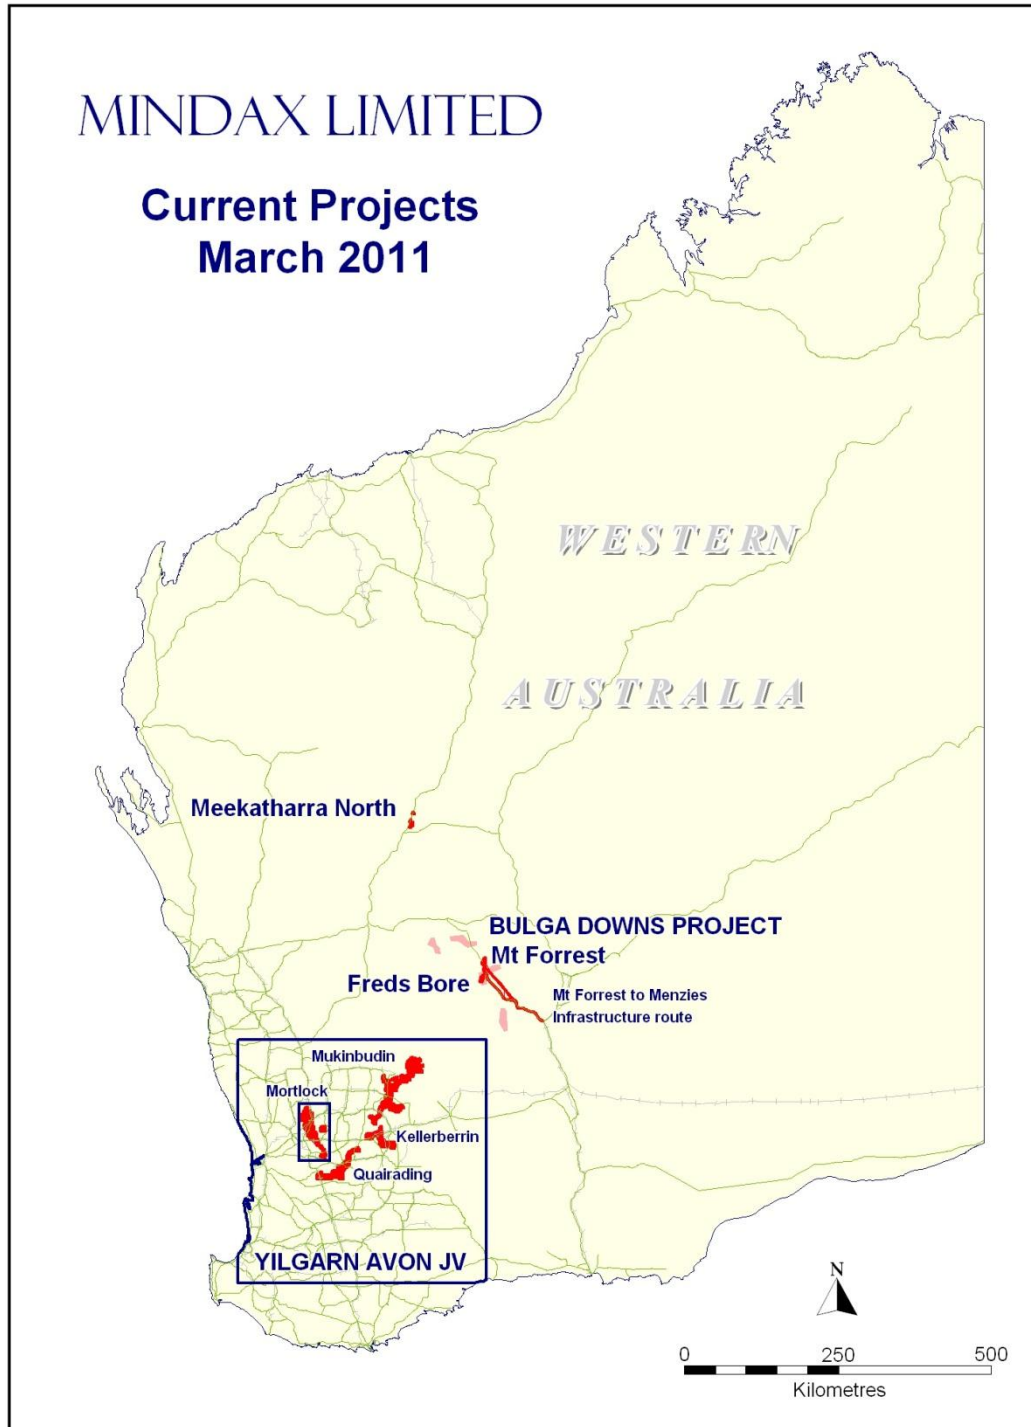 MINDAX LIMITED
Current Projects
March 2011
WESTERN
AUSTRALIA
Meekatharra North
BULGA DOWNS PROJECT
Mt Forrest
Freds Bore
Mt Forrest to Menzies
Infrastructure route
Mukinbudin
Mortlock
Kellerberrin
Quairading
YILGARN AVON JV
N
0 250 500
Kilometres